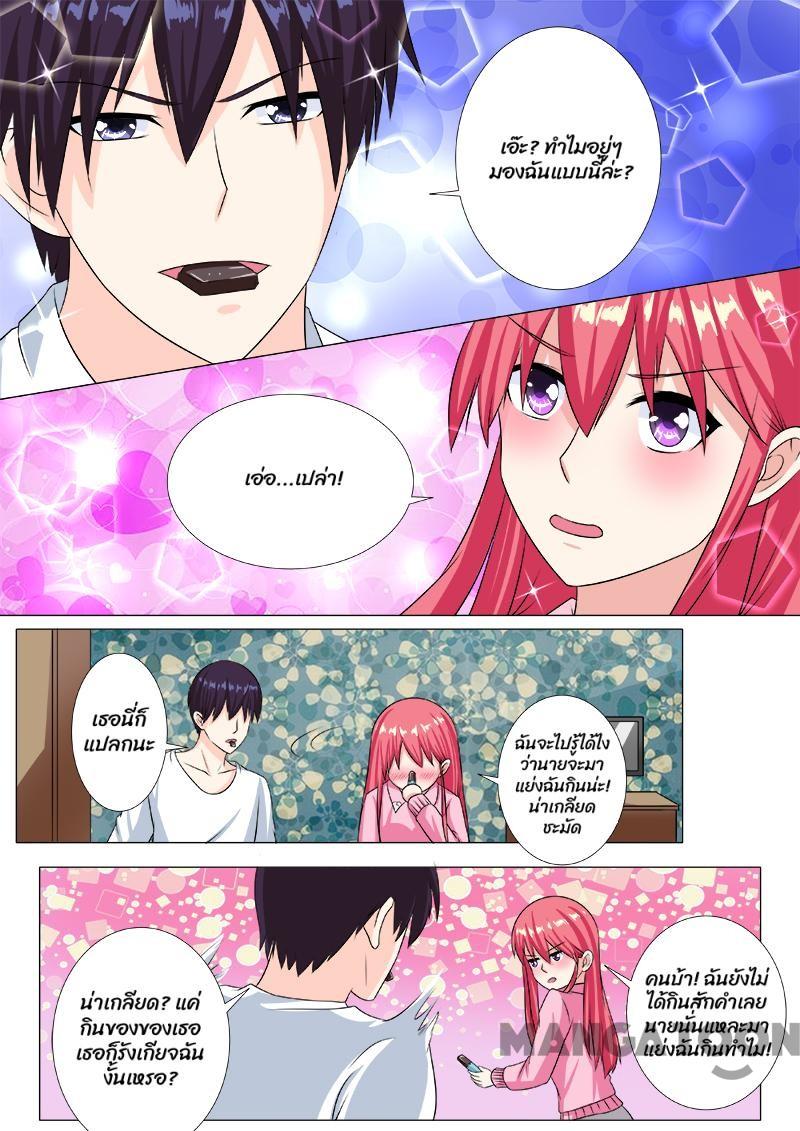 เอ๊ะ? ทำไมอยู่ๆ
มองฉันแบบนี้ล่ะ?
เอ่อ...เปล่า!
เธอนี่ก็
แปลกนะ
ฉันจะไปรู้ได้ไง
ว่านายจะมา
แย่งฉันกินน่ะ!
น่าเกลียด
ชะมัด
น่าเกลียด? แค่
กินของของเธอ
เธอก็รังเกียจฉัน
งั้นเหรอ?
คนบ้า! ฉันยังไม่
ได้กินสักคำเลย
นายนั่นแหละมา
แย่งฉันกินทำไม!
MANGATOON